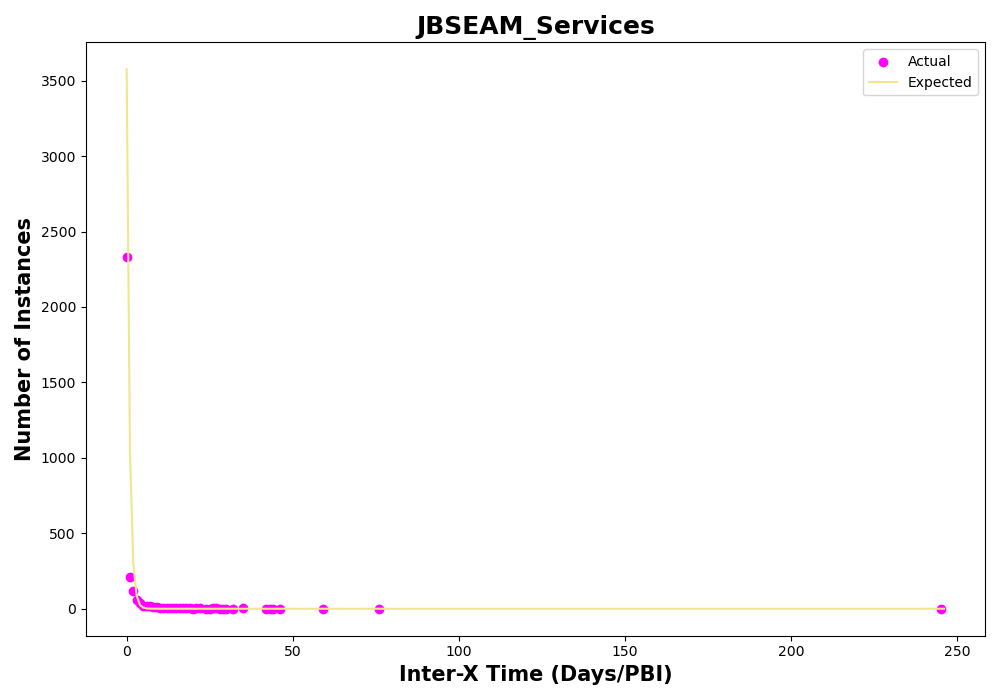 JBSEAM_Services
Actual
Expected
Number of Instances
3500
3000
2500
2000
1500
1000
500
0
0
50
100
150
200
250
Inter-X Time (Days/PBI)